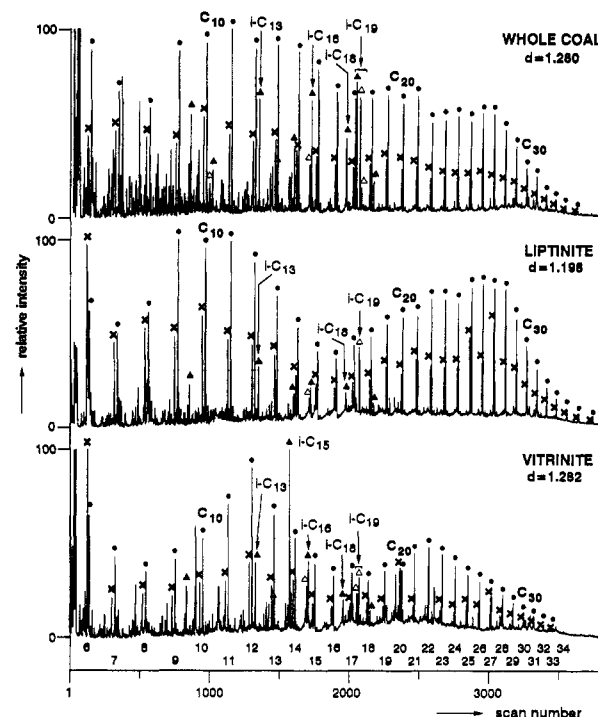 WHOLE COAL
d=1.280
100
0
C10
i-C13
i-C16
i-C18
i-C19
C20
C30
LIPTINITE
d=1.198
100
0
C10
i-C13
i-C18
i-C19
C20
C30
relative intensity
VITRINITE
d=1.282
100
0
C10
i-C13
i-C15
i-C16
i-C18
i-C19
C20
C30
6 8 10 12 14 16 18 20 22 24 26 28 30 32 34
7 9 11 13 15 17 19 21 23 25 27 29 31 33
1 1000 2000 3000
scan number